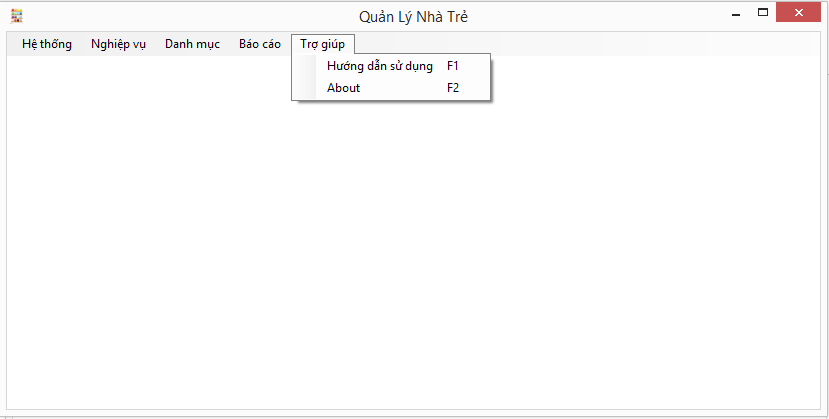 Quản Lý Nhà Trẻ
Hệ thống Nghiệp vụ Danh mục Báo cáo Trợ giúp
Hướng dẫn sử dụng F1
About F2